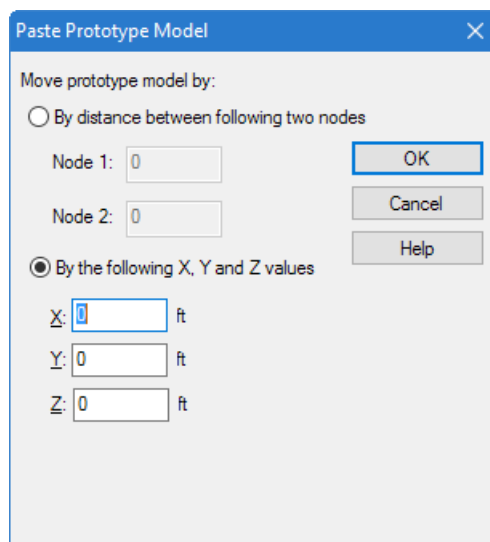 Paste Prototype Model
Move prototype model by:
By distance between following two nodes
Node 1: 0
OK
Node 2: 0
Cancel
Help
By the following X, Y and Z values
X: 0 ft
Y: 0 ft
Z: 0 ft